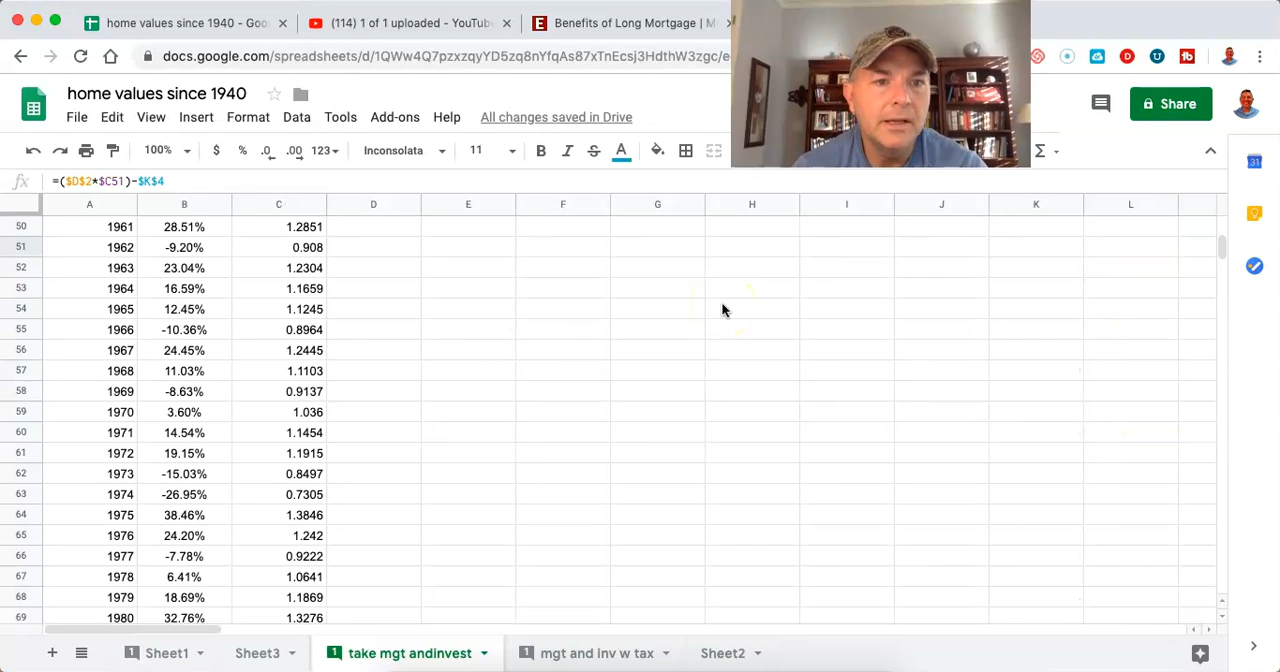 home values since 1940 - Goo
(114) 1 of 1 uploaded - YouTube
Benefits of Long Mortgage | M
docs.google.com/spreadsheets/d/1QWw4Q7pzxzqyYD5zq8nYfqAs87xTnEcsj3HdthW3zgc/e
home values since 1940
File Edit View Insert Format Data Tools Add-ons Help All changes saved in Drive
Share
100% $ % .0 .00 123 Inconsolata 11 B I S A Σ
fx =($D$2*$C51)-$K$4
A B C D E F G H I J K L
50 1961 28.51% 1.2851
51 1962 -9.20% 0.908
52 1963 23.04% 1.2304
53 1964 16.59% 1.1659
54 1965 12.45% 1.1245
55 1966 -10.36% 0.8964
56 1967 24.45% 1.2445
57 1968 11.03% 1.1103
58 1969 -8.63% 0.9137
59 1970 3.60% 1.036
60 1971 14.54% 1.1454
61 1972 19.15% 1.1915
62 1973 -15.03% 0.8497
63 1974 -26.95% 0.7305
64 1975 38.46% 1.3846
65 1976 24.20% 1.242
66 1977 -7.78% 0.9222
67 1978 6.41% 1.0641
68 1979 18.69% 1.1869
69 1980 32.76% 1.3276
1 Sheet1 Sheet3 1 take mgt andinvest 1 mgt and inv w tax Sheet2